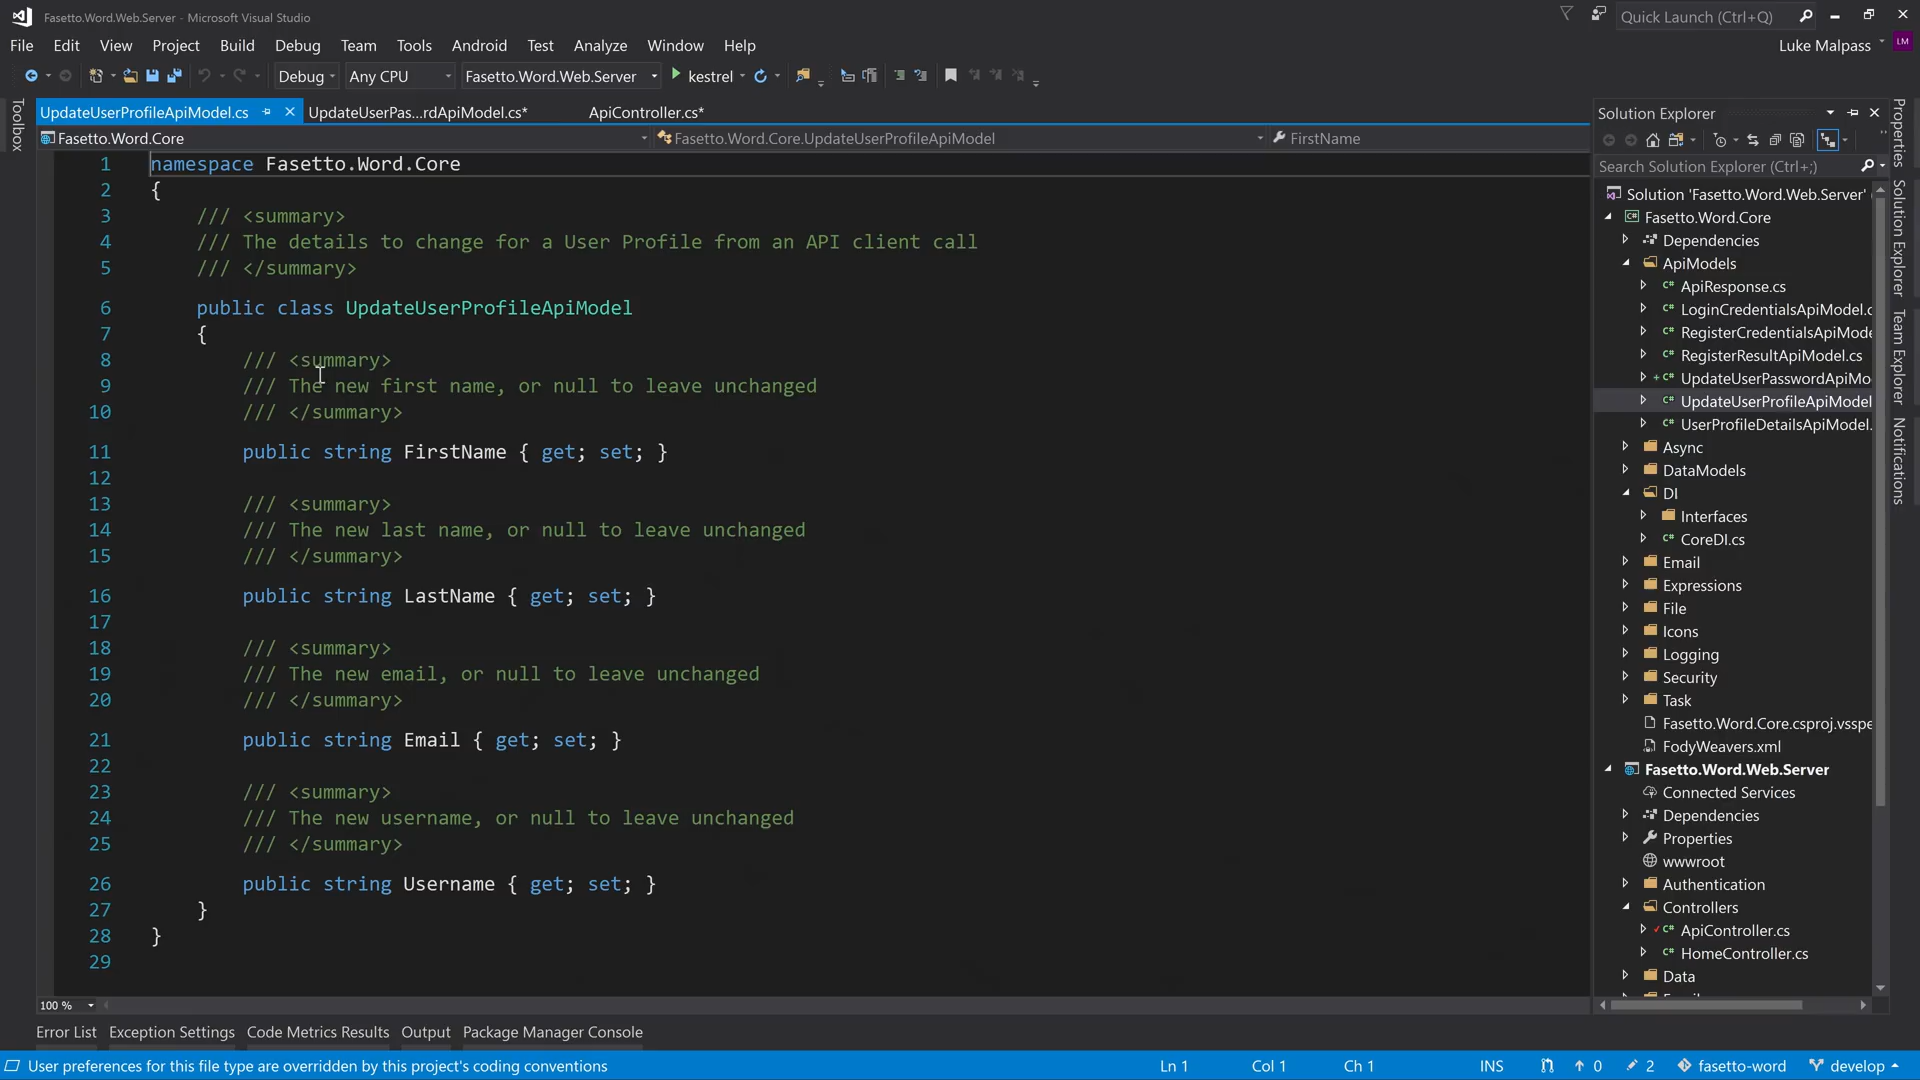 Fasetto.Word.Web.Server - Microsoft Visual Studio
Quick Launch (Ctrl+Q)
File Edit View Project Build Debug Team Tools Android Test Analyze Window Help
Luke Malpass
LM
Debug
Any CPU
Fasetto.Word.Web.Server
kestrel
Toolbox
UpdateUserProfileApiModel.cs
UpdateUserPas...rdApiModel.cs*
ApiController.cs*
Fasetto.Word.Core
Fasetto.Word.Core.UpdateUserProfileApiModel
FirstName
1 namespace Fasetto.Word.Core
2 {
3 /// <summary>
4 /// The details to change for a User Profile from an API client call
5 /// </summary>
6 public class UpdateUserProfileApiModel
7 {
8 /// <summary>
9 /// The new first name, or null to leave unchanged
10 /// </summary>
11 public string FirstName { get; set; }
12
13 /// <summary>
14 /// The new last name, or null to leave unchanged
15 /// </summary>
16 public string LastName { get; set; }
17
18 /// <summary>
19 /// The new email, or null to leave unchanged
20 /// </summary>
21 public string Email { get; set; }
22
23 /// <summary>
24 /// The new username, or null to leave unchanged
25 /// </summary>
26 public string Username { get; set; }
27 }
28 }
29
100 %
Solution Explorer
Search Solution Explorer (Ctrl+;)
Solution 'Fasetto.Word.Web.Server'
Fasetto.Word.Core
Dependencies
ApiModels
ApiResponse.cs
LoginCredentialsApiModel.c
RegisterCredentialsApiMode
RegisterResultApiModel.cs
UpdateUserPasswordApiMo
UpdateUserProfileApiModel
UserProfileDetailsApiModel.
Async
DataModels
DI
Interfaces
CoreDI.cs
Email
Expressions
File
Icons
Logging
Security
Task
Fasetto.Word.Core.csproj.vsspe
FodyWeavers.xml
Fasetto.Word.Web.Server
Connected Services
Dependencies
Properties
wwwroot
Authentication
Controllers
ApiController.cs
HomeController.cs
Data
Properties
Solution Explorer
Team Explorer
Notifications
Error List Exception Settings Code Metrics Results Output Package Manager Console
User preferences for this file type are overridden by this project's coding conventions
Ln 1 Col 1 Ch 1 INS 0 2 fasetto-word develop